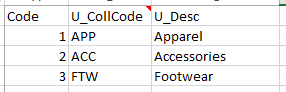 Code U_CollCode U_Desc
1 APP Apparel
2 ACC Accessories
3 FTW Footwear